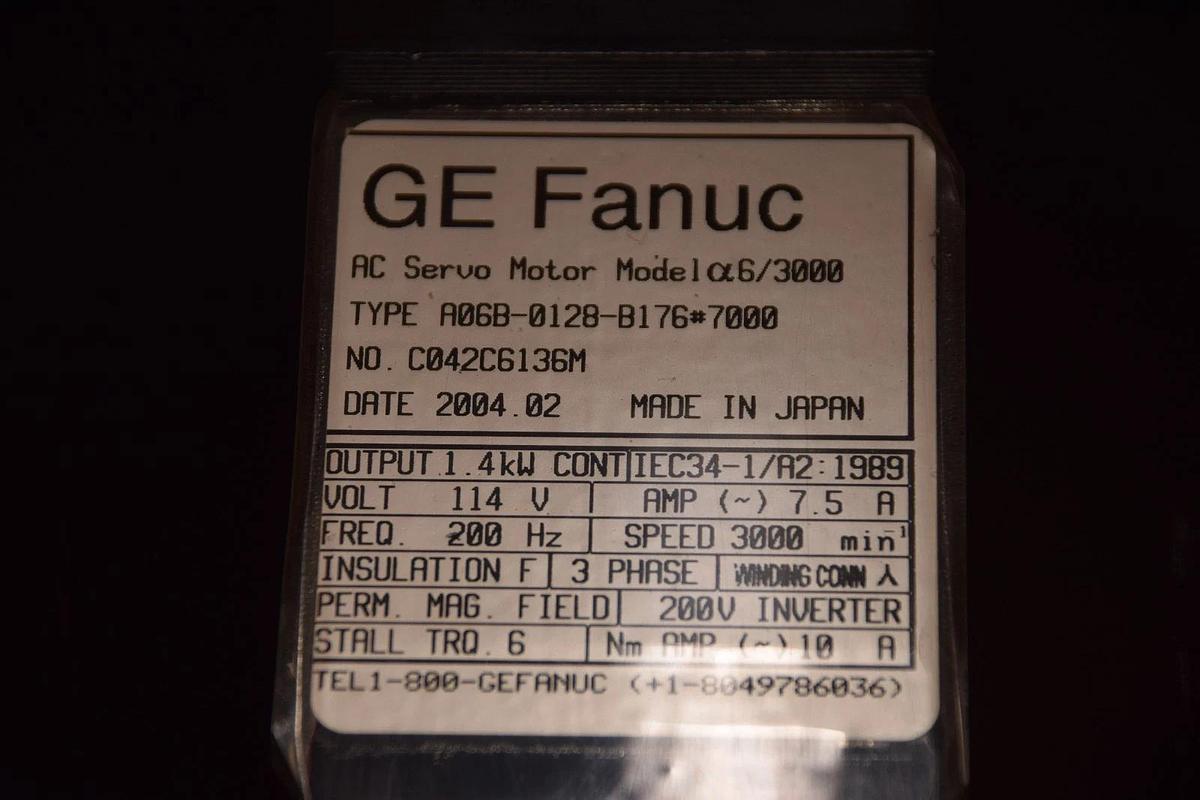 GE Fanuc
AC Servo Motor Model α6/3000
TYPE A06B-0128-B176#7000
NO. C042C6136M
DATE 2004.02 MADE IN JAPAN
OUTPUT 1.4kW CONT IEC34-1/A2:1989
VOLT 114 V AMP (~) 7.5 A
FREQ. 200 Hz SPEED 3000 min⁻¹
INSULATION F 3 PHASE WINDING CONN 人
PERM. MAG. FIELD 200V INVERTER
STALL TRQ. 6 Nm AMP (~) 10 A
TEL1-800-GEFANUC (+1-8049786036)